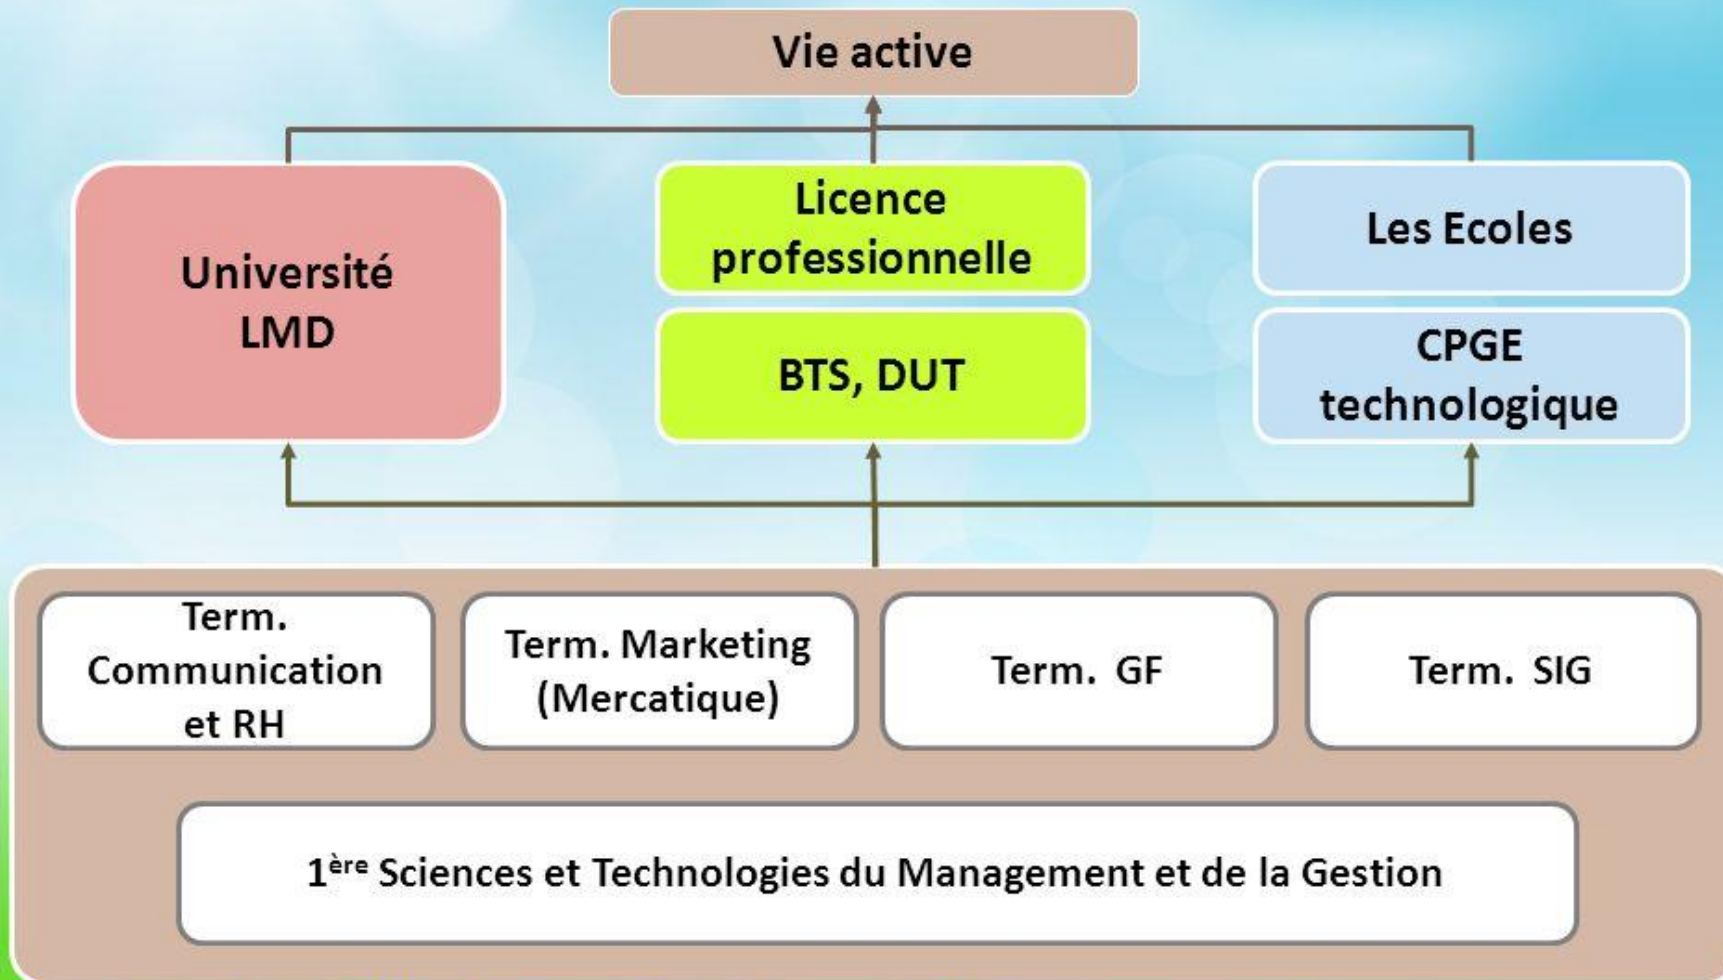 Vie active
Université
LMD
Licence
professionnelle
BTS, DUT
Les Ecoles
CPGE
technologique
Term.
Communication
et RH
Term. Marketing
(Mercatique)
Term. GF
Term. SIG
1ère Sciences et Technologies du Management et de la Gestion